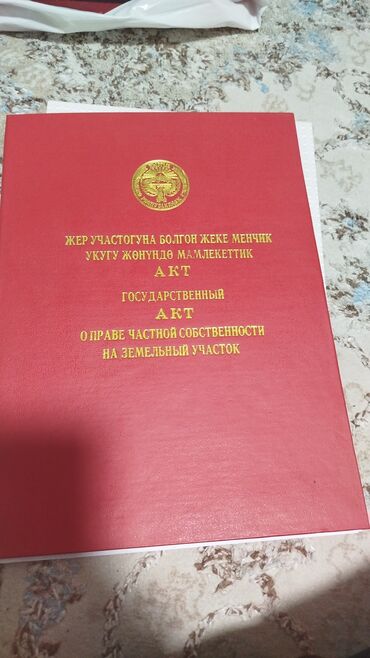 ЖЕР УЧАСТОГУНА БОЛГОН ЖЕКЕ МЕНЧИК
УКУГУ ЖӨНҮНДӨ МАМЛЕКЕТТИК
АКТ
ГОСУДАРСТВЕННЫЙ
АКТ
О ПРАВЕ ЧАСТНОЙ СОБСТВЕННОСТИ
НА ЗЕМЕЛЬНЫЙ УЧАСТОК